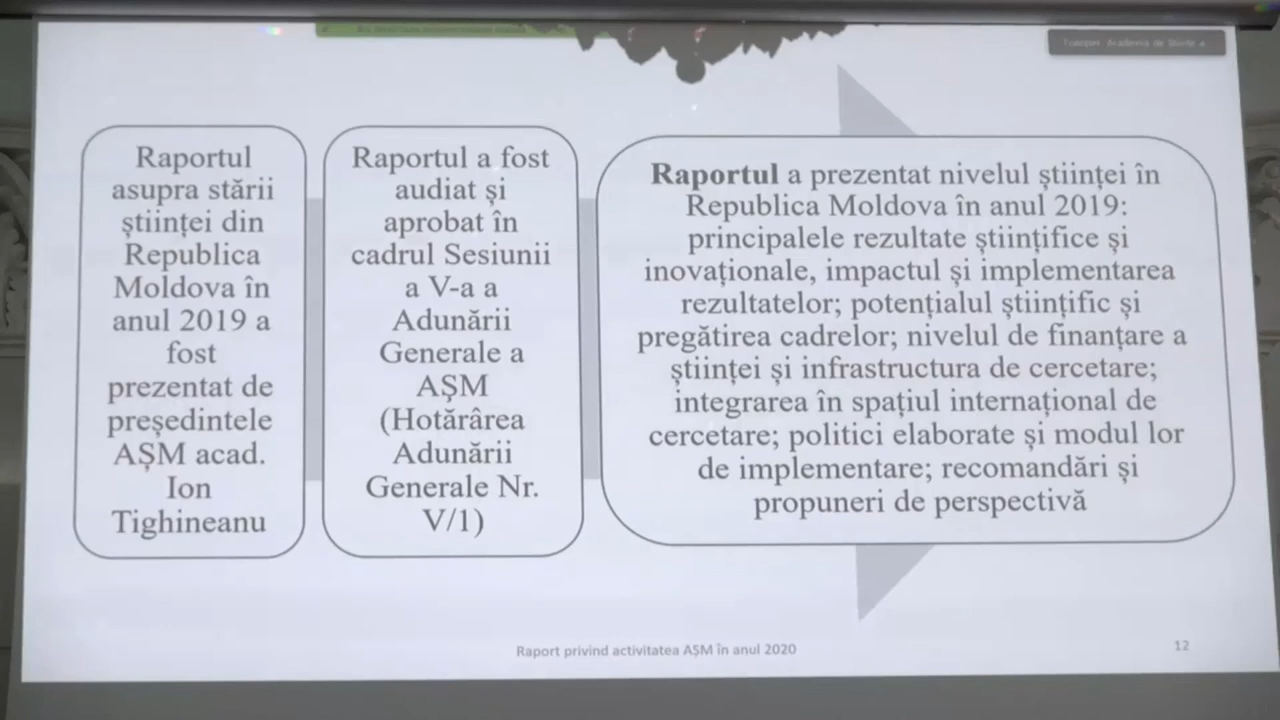 Raportul
asupra stării
științei din
Republica
Moldova în
anul 2019 a
fost
prezentat de
președintele
AȘM acad.
Ion
Tighineanu
Raportul a fost
audiat și
aprobat în
cadrul Sesiunii
a V-a a
Adunării
Generale a
AȘM
(Hotărârea
Adunării
Generale Nr.
V/1)
Raportul a prezentat nivelul științei în
Republica Moldova în anul 2019:
principalele rezultate științifice și
inovaționale, impactul și implementarea
rezultatelor; potențialul științific și
pregătirea cadrelor; nivelul de finanțare a
științei și infrastructura de cercetare;
integrarea în spațiul internațional de
cercetare; politici elaborate și modul lor
de implementare; recomandări și
propuneri de perspectivă
Raport privind activitatea AȘM în anul 2020
12